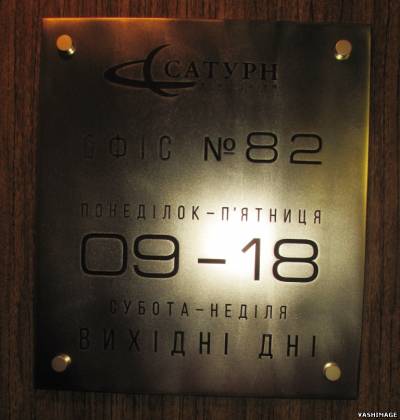 САТУРН
ОФІС №82
ПОНЕДІЛОК-П'ЯТНИЦЯ
09-18
СУБОТА-НЕДІЛЯ
ВИХІДНІ ДНІ
VASHIMAGE